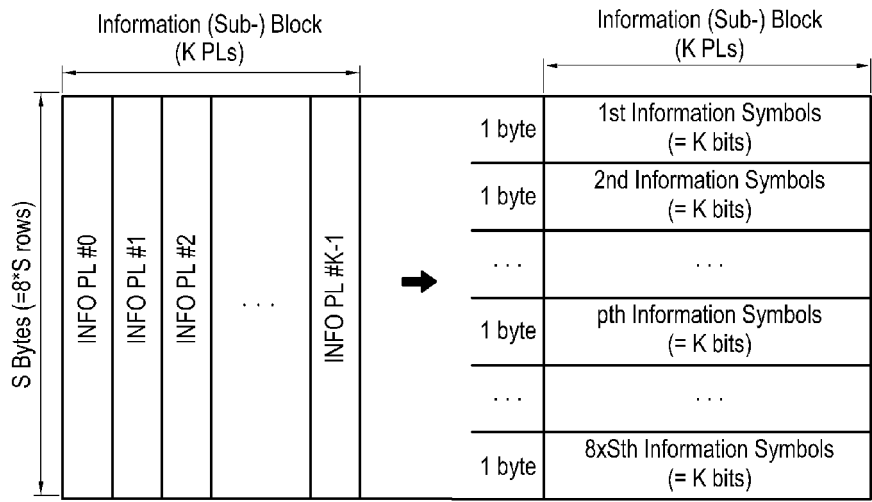 Information (Sub-) Block
(K PLs)
Information (Sub-) Block
(K PLs)
S Bytes (=8*S rows)
INFO PL #0
INFO PL #1
INFO PL #2
. . .
INFO PL #K-1
1 byte
1st Information Symbols
(= K bits)
1 byte
2nd Information Symbols
(= K bits)
. . .
. . .
1 byte
pth Information Symbols
(= K bits)
. . .
. . .
1 byte
8xSth Information Symbols
(= K bits)